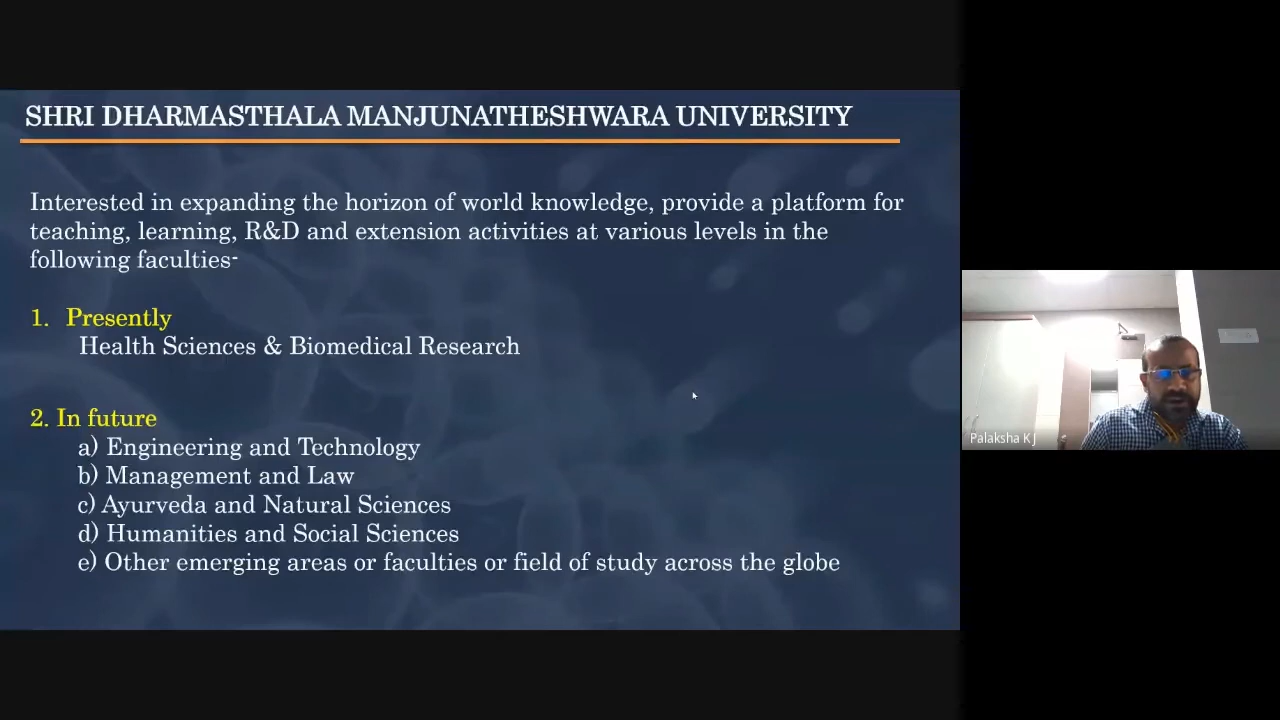 SHRI DHARMASTHALA MANJUNATHESHWARA UNIVERSITY
Interested in expanding the horizon of world knowledge, provide a platform for
teaching, learning, R&D and extension activities at various levels in the
following faculties-
1. Presently
Health Sciences & Biomedical Research
2. In future
a) Engineering and Technology
b) Management and Law
c) Ayurveda and Natural Sciences
d) Humanities and Social Sciences
e) Other emerging areas or faculties or field of study across the globe
Palaksha K J